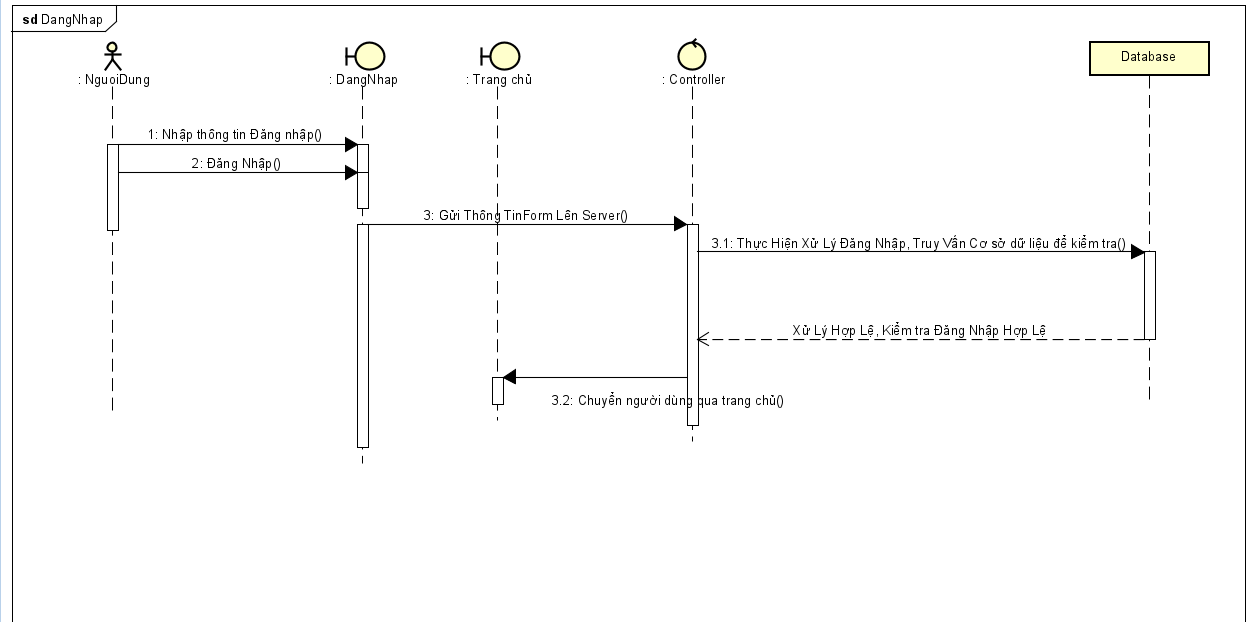 sd DangNhap
: NguoiDung
: DangNhap
: Trang chủ
: Controller
Database
1: Nhập thông tin Đăng nhập()
2: Đăng Nhập()
3: Gửi Thông TinForm Lên Server()
3.1: Thực Hiện Xử Lý Đăng Nhập, Truy Vấn Cơ sở dữ liệu để kiểm tra()
Xử Lý Hợp Lệ, Kiểm tra Đăng Nhập Hợp Lệ
3.2: Chuyển người dùng qua trang chủ()